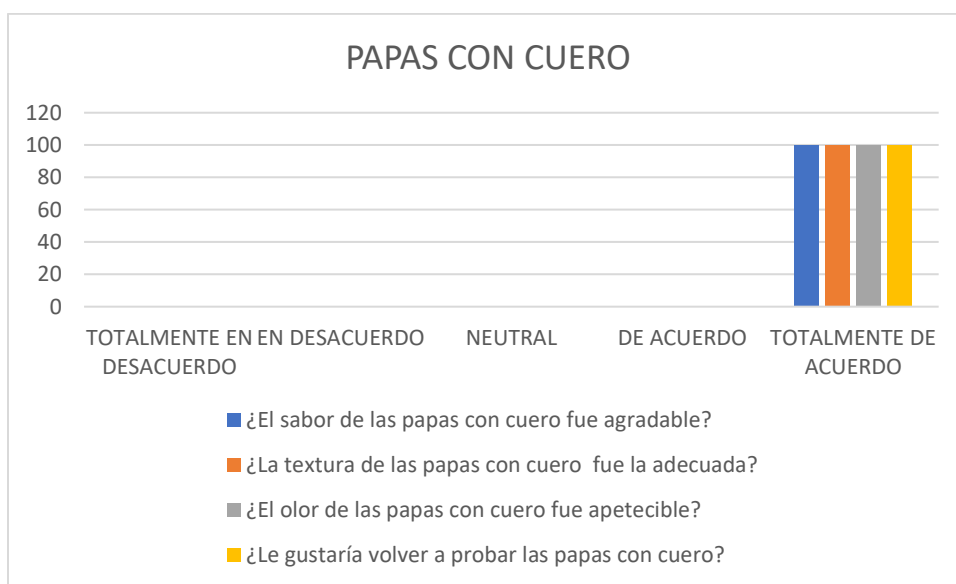 PAPAS CON CUERO
120
100
80
60
40
20
0
TOTALMENTE EN EN DESACUERDO NEUTRAL DE ACUERDO TOTALMENTE DE
DESACUERDO ACUERDO
¿El sabor de las papas con cuero fue agradable?
¿La textura de las papas con cuero fue la adecuada?
¿El olor de las papas con cuero fue apetecible?
¿Le gustaría volver a probar las papas con cuero?